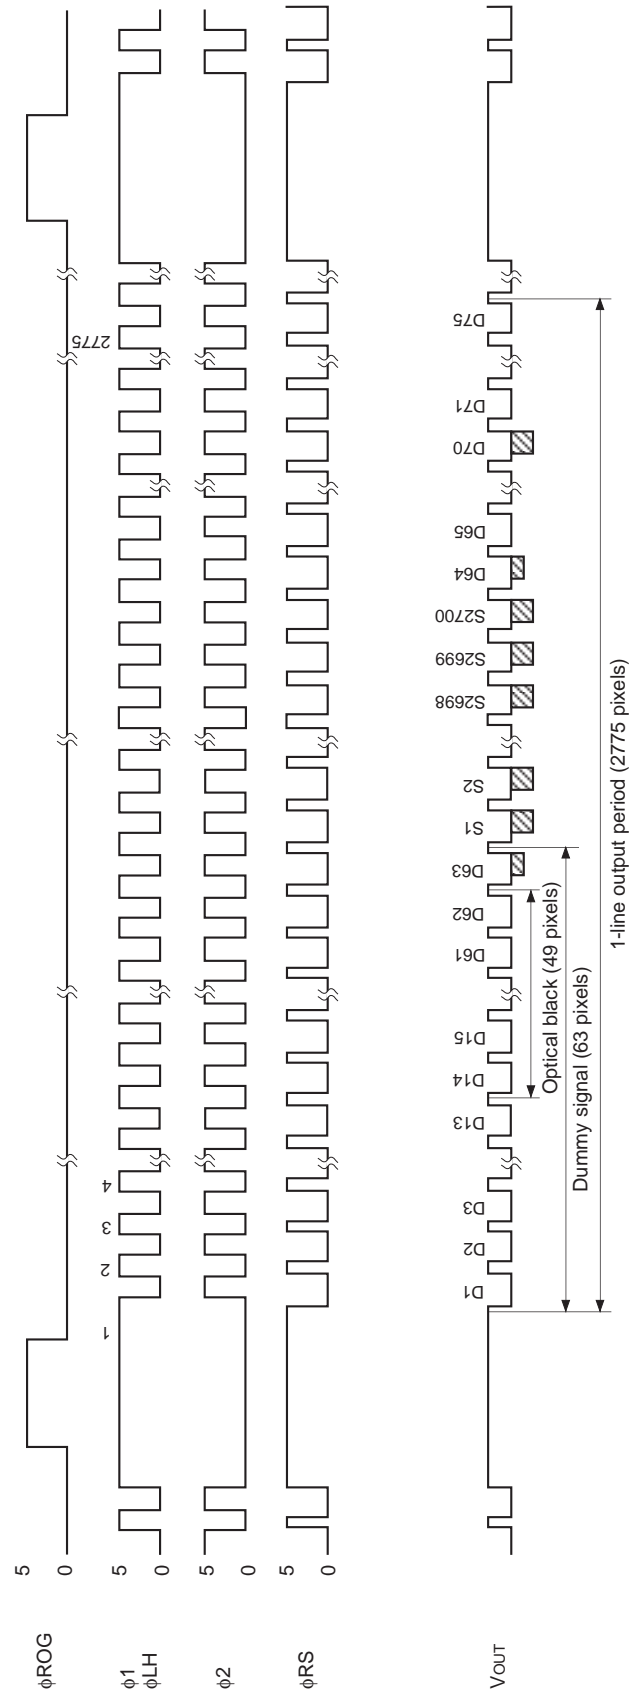 φROG
5
0
φ1
φLH
5
0
1
2
3
4
2775
φ2
5
0
φRS
5
0
VOUT
D1
D2
D3
D13
D14
D15
D61
D62
D63
S1
S2
S2698
S2699
S2700
D64
D65
D70
D71
D75
Optical black (49 pixels)
Dummy signal (63 pixels)
1-line output period (2775 pixels)